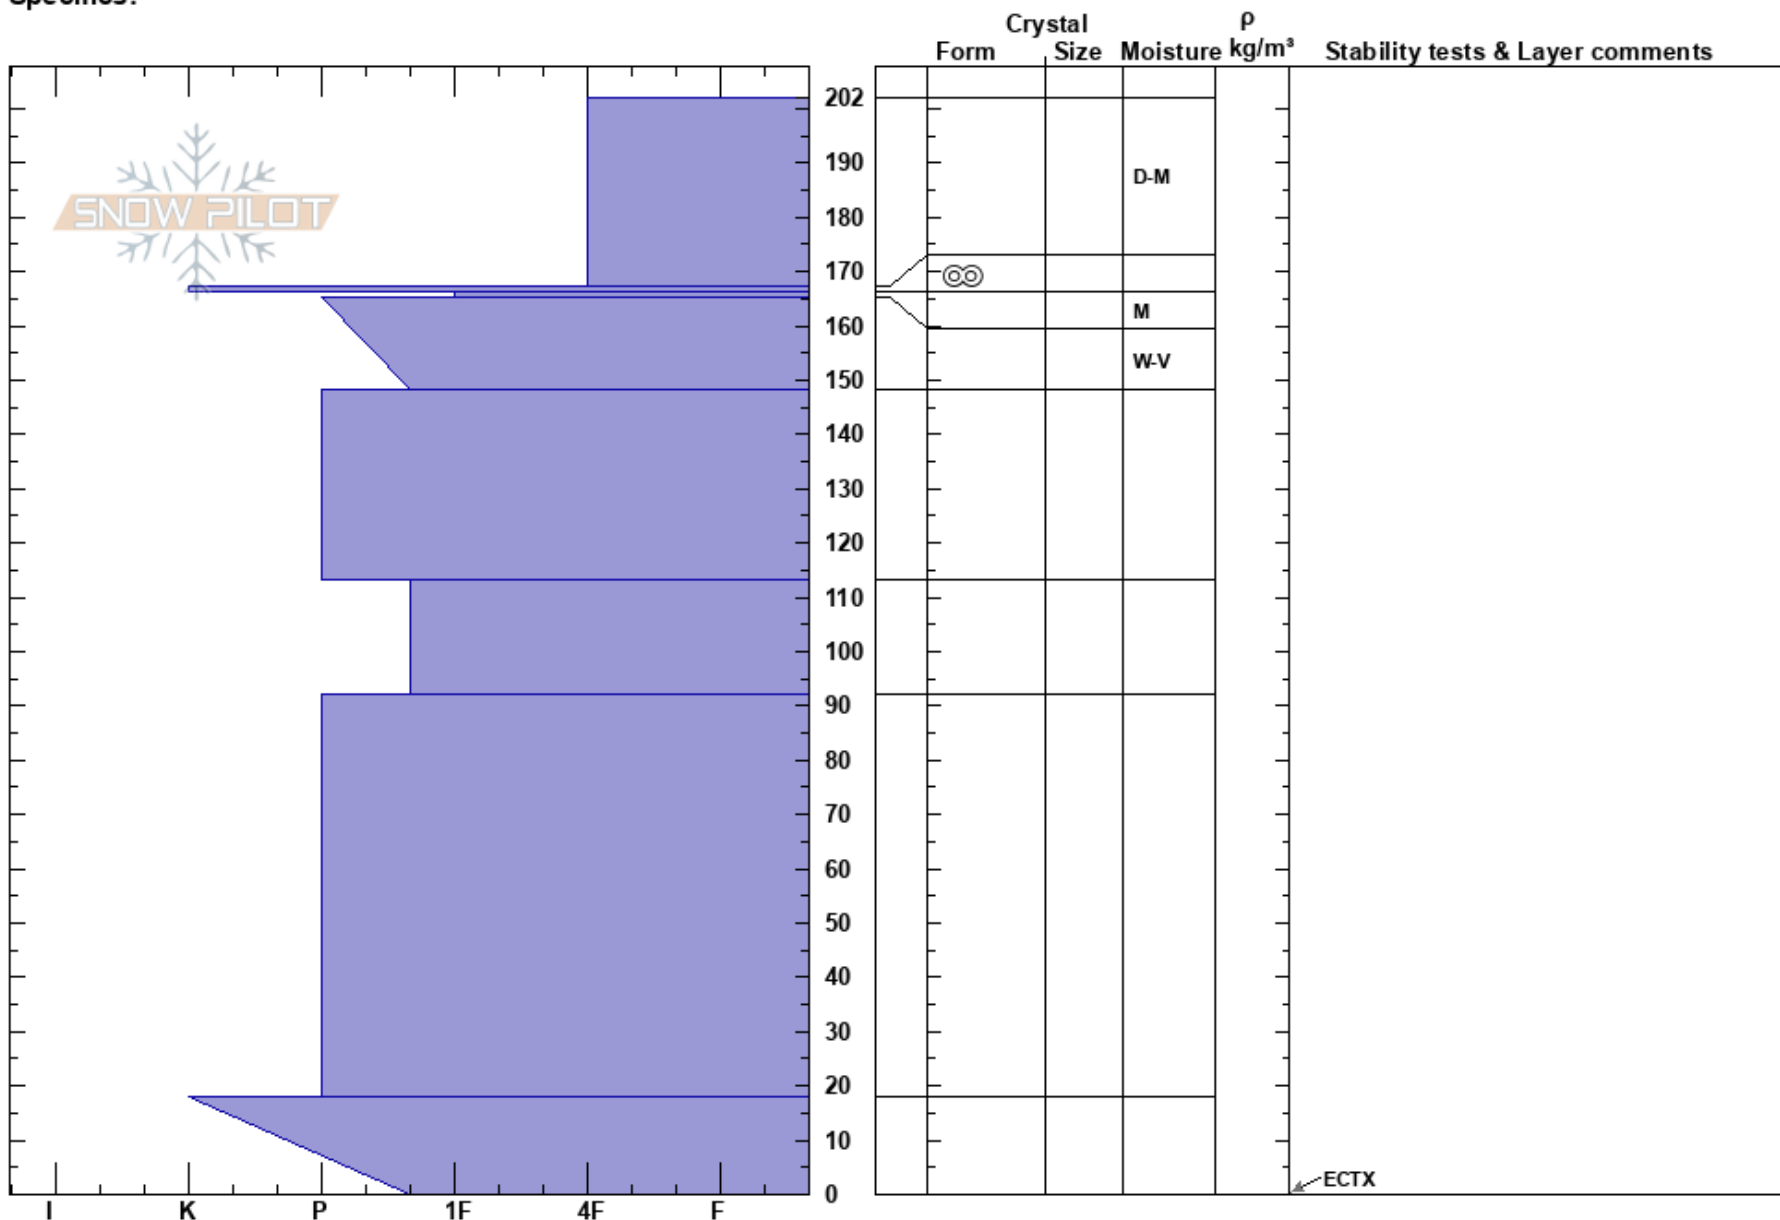 Specifics:
Crystal
ρ
Form Size Moisture kg/m³ Stability tests & Layer comments
202
190
D-M
180
SNOW PILOT
170
160
M
W-V
150
140
130
120
110
100
90
80
70
60
50
40
30
20
10
0
ECTX
I K P 1F 4F F